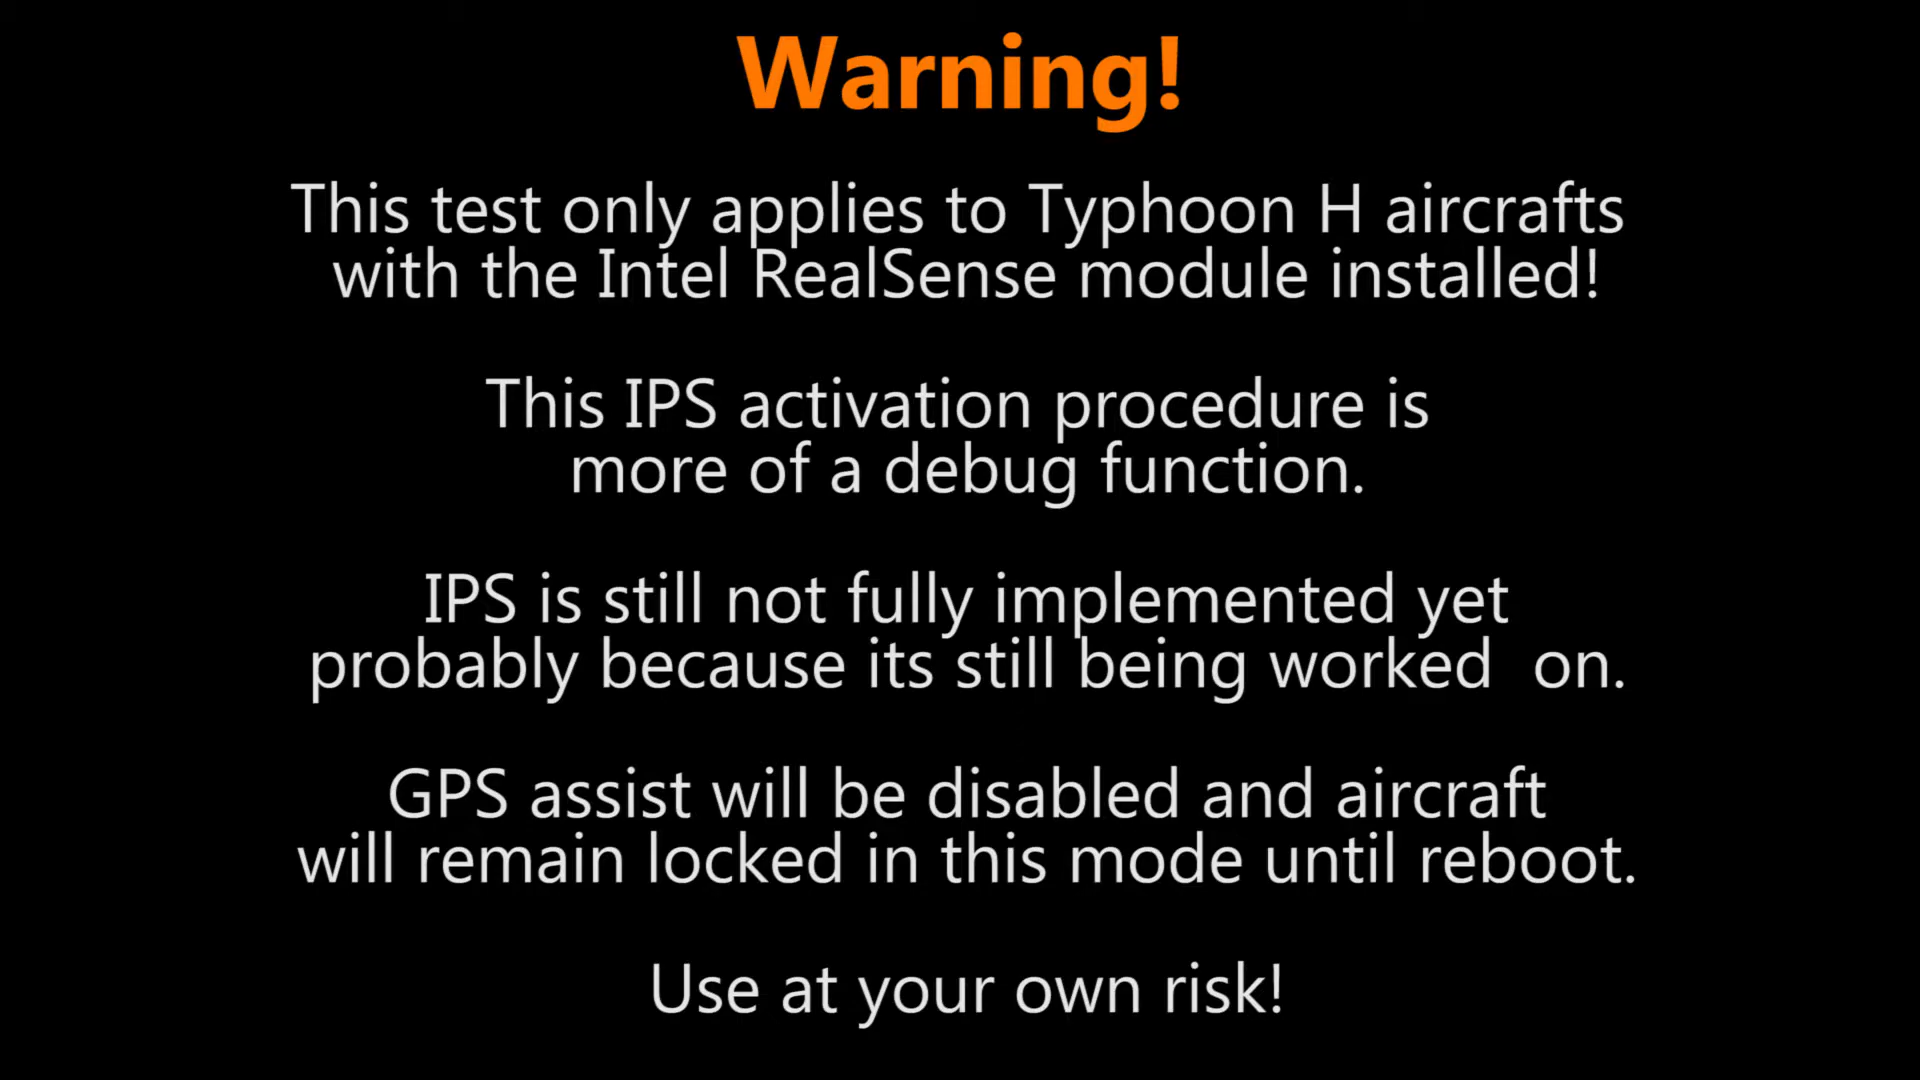 Warning!
This test only applies to Typhoon H aircrafts
with the Intel RealSense module installed!
This IPS activation procedure is
more of a debug function.
IPS is still not fully implemented yet
probably because its still being worked  on.
GPS assist will be disabled and aircraft
will remain locked in this mode until reboot.
Use at your own risk!